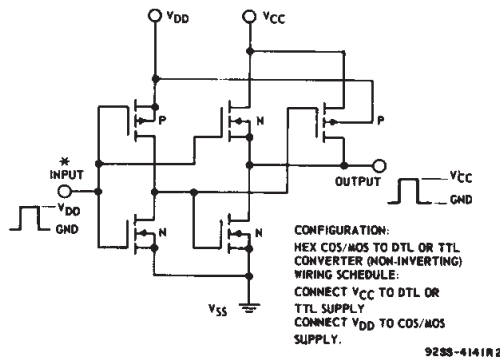 VDD
VCC
P
N
P
*
INPUT
OUTPUT
VCC
GND
VDD
GND
N
N
VSS
CONFIGURATION:
HEX COS/MOS TO DTL OR TTL
CONVERTER (NON-INVERTING)
WIRING SCHEDULE:
CONNECT VCC TO DTL OR
TTL SUPPLY
CONNECT VDD TO COS/MOS
SUPPLY.
92SS-4141R2